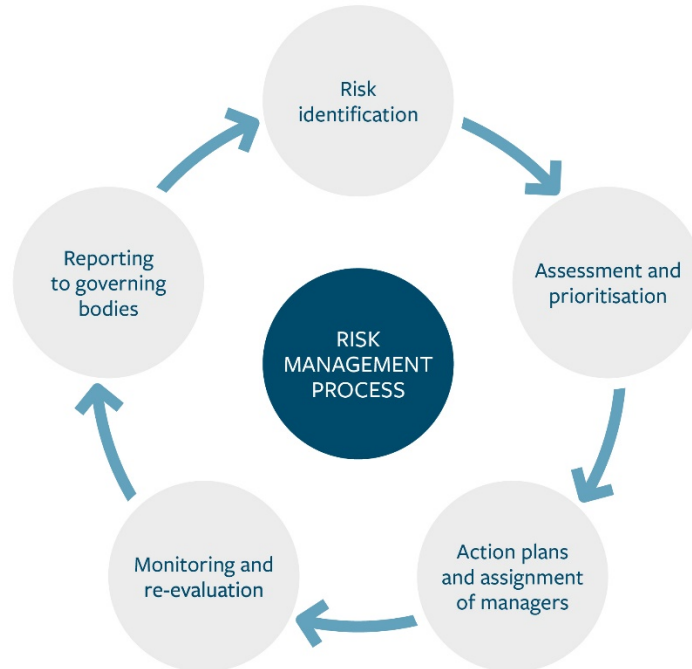 Risk
identification
Assessment and
prioritisation
Action plans
and assignment
of managers
Monitoring and
re-evaluation
Reporting
to governing
bodies
RISK
MANAGEMENT
PROCESS